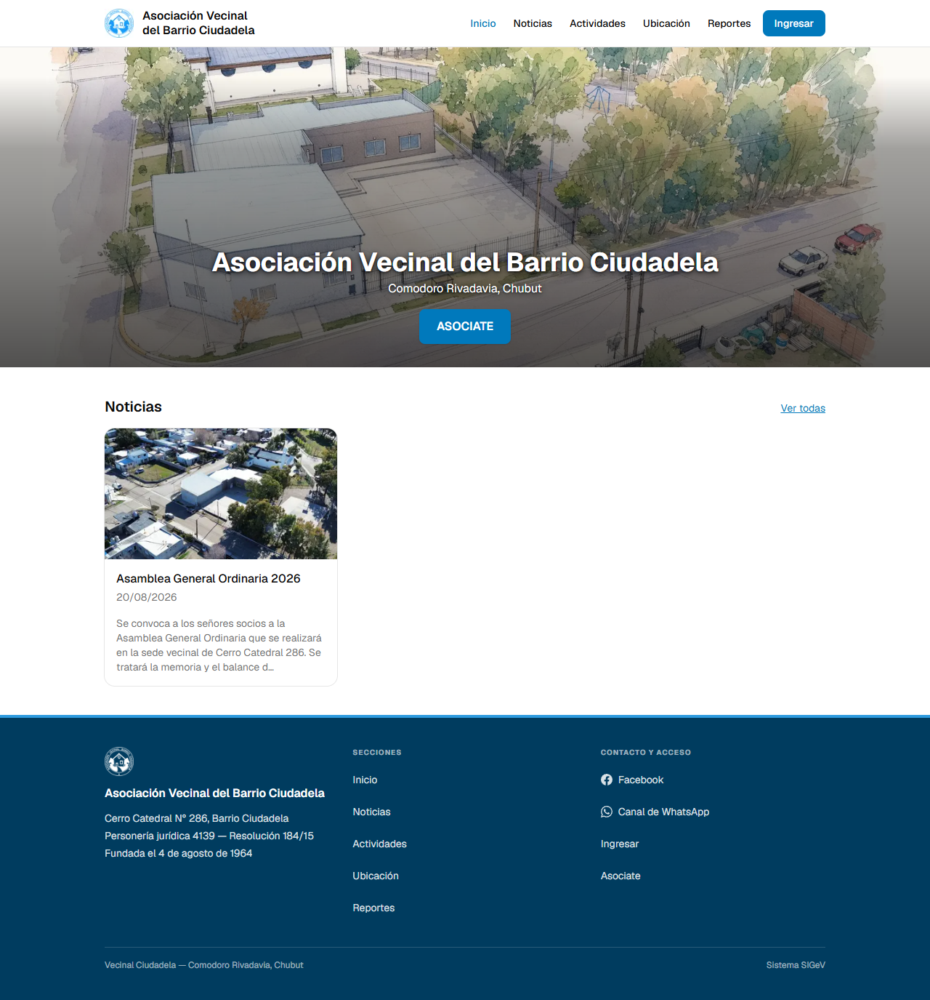 Asociación Vecinal
del Barrio Ciudadela
Inicio
Noticias
Actividades
Ubicación
Reportes
Ingresar
Asociación Vecinal del Barrio Ciudadela
Comodoro Rivadavia, Chubut
ASOCIATE
Noticias
Ver todas
Asamblea General Ordinaria 2026
20/08/2026
Se convoca a los señores socios a la
Asamblea General Ordinaria que se realizará
en la sede vecinal de Cerro Catedral 286. Se
tratará la memoria y el balance d...
Asociación Vecinal del Barrio Ciudadela
Cerro Catedral N° 286, Barrio Ciudadela
Personería jurídica 4139 — Resolución 184/15
Fundada el 4 de agosto de 1964
SECCIONES
Inicio
Noticias
Actividades
Ubicación
Reportes
CONTACTO Y ACCESO
Facebook
Canal de WhatsApp
Ingresar
Asociate
Vecinal Ciudadela — Comodoro Rivadavia, Chubut
Sistema SIGeV